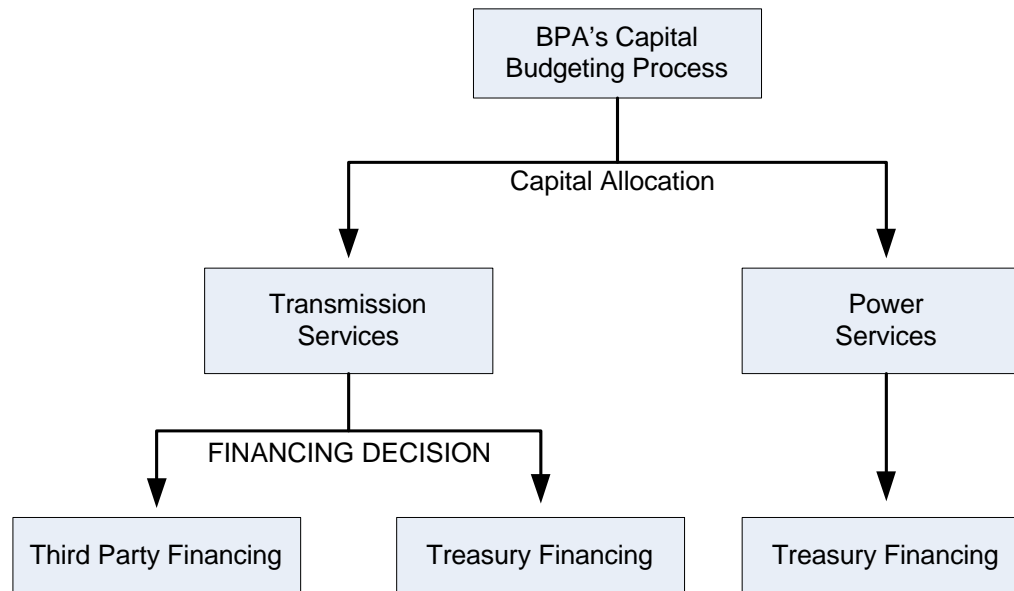 BPA's Capital
Budgeting Process
Capital Allocation
Transmission
Services
Power
Services
FINANCING DECISION
Third Party Financing
Treasury Financing
Treasury Financing